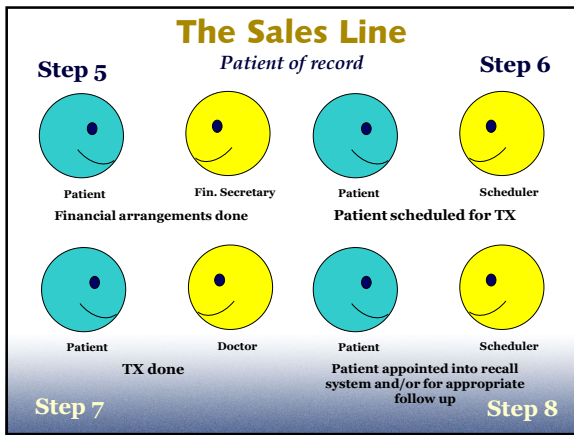 The Sales Line
Patient of record
Step 5
Step 6
Patient
Fin. Secretary
Patient
Scheduler
Financial arrangements done
Patient scheduled for TX
Patient
Doctor
Patient
Scheduler
TX done
Patient appointed into recall
system and/or for appropriate
follow up
Step 7
Step 8